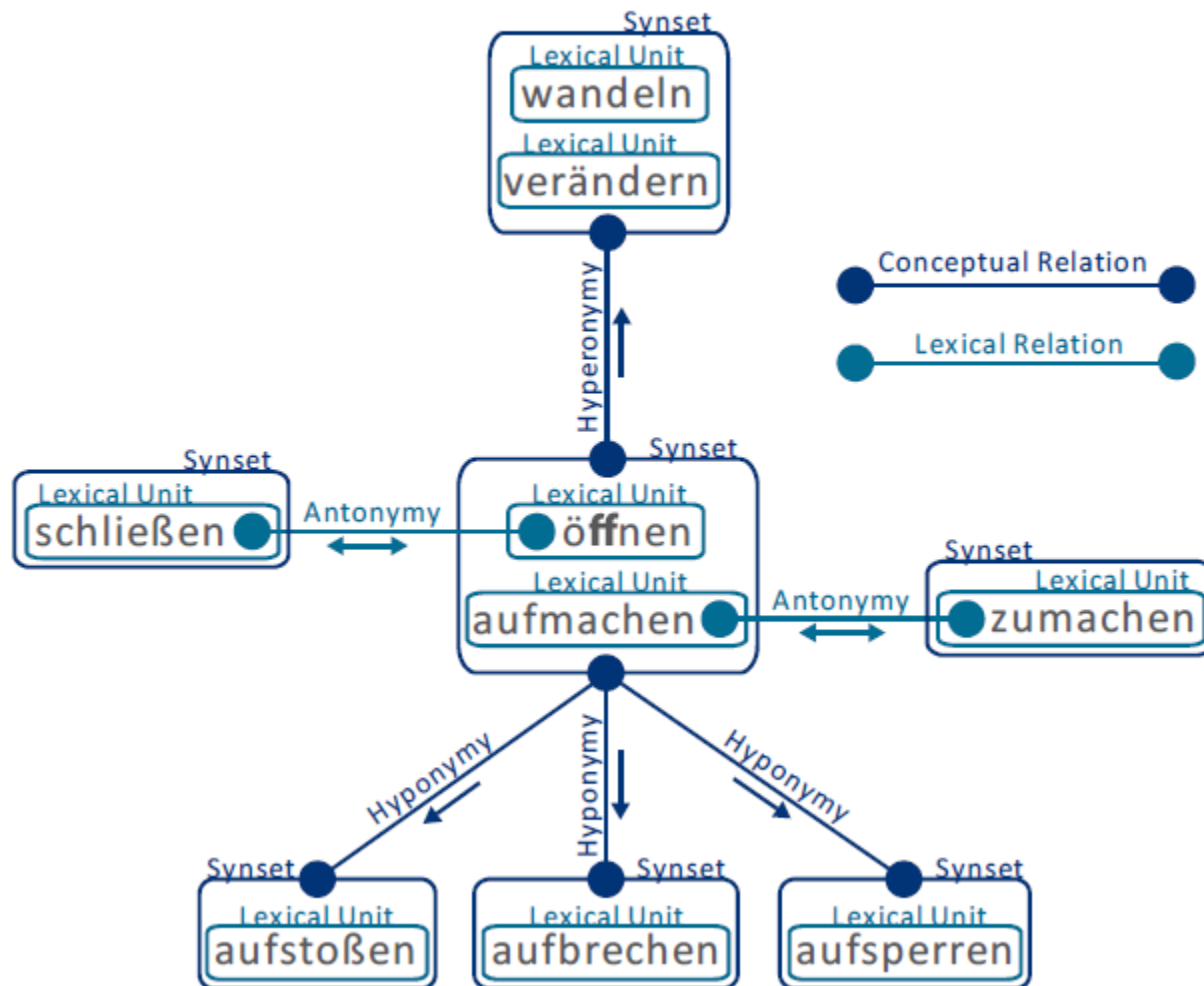 Synset
Lexical Unit
wandeln
Lexical Unit
verändern
Hyperonymy
Conceptual Relation
Lexical Relation
Synset
Lexical Unit
schließen
Antonymy
Synset
Lexical Unit
öffnen
Lexical Unit
aufmachen
Antonymy
Synset
Lexical Unit
zumachen
Hyponymy
Hyponymy
Hyponymy
Synset
Lexical Unit
aufstoßen
Synset
Lexical Unit
aufbrechen
Synset
Lexical Unit
aufsperren